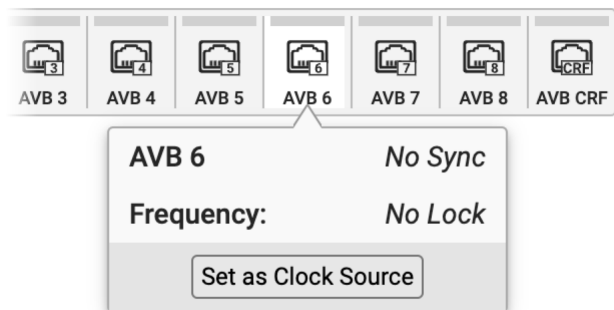 3 4 5 6 7 8 CRF
AVB 3 AVB 4 AVB 5 AVB 6 AVB 7 AVB 8 AVB CRF
AVB 6 No Sync
Frequency: No Lock
Set as Clock Source